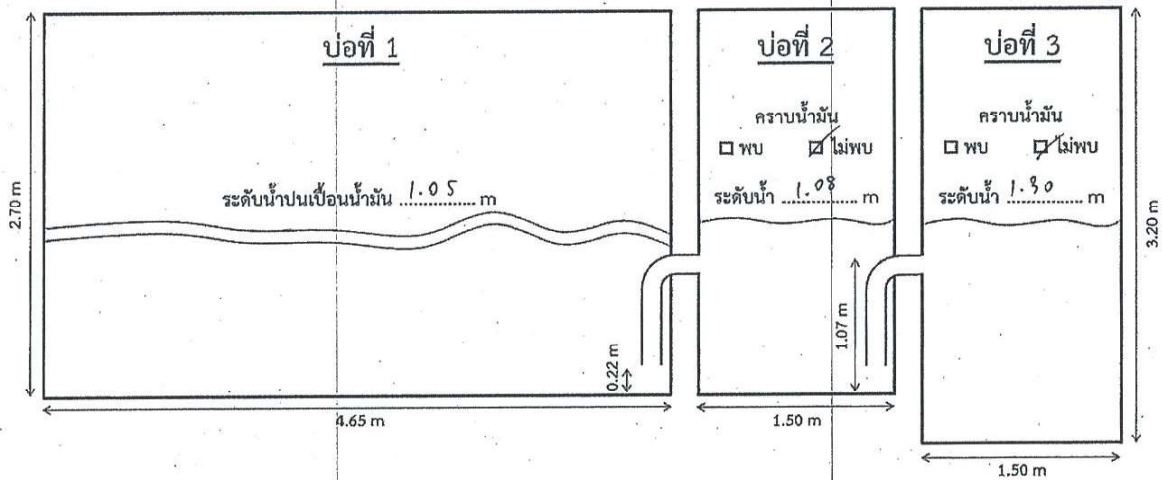 บ่อที่ 1
2.70 m
ระดับน้ำปนเปื้อนน้ำมัน 1.05 m
0.22 m
4.65 m
บ่อที่ 2
คราบน้ำมัน
พบ ไม่พบ
ระดับน้ำ 1.08 m
1.07 m
1.50 m
บ่อที่ 3
คราบน้ำมัน
พบ ไม่พบ
ระดับน้ำ 1.30 m
3.20 m
1.50 m